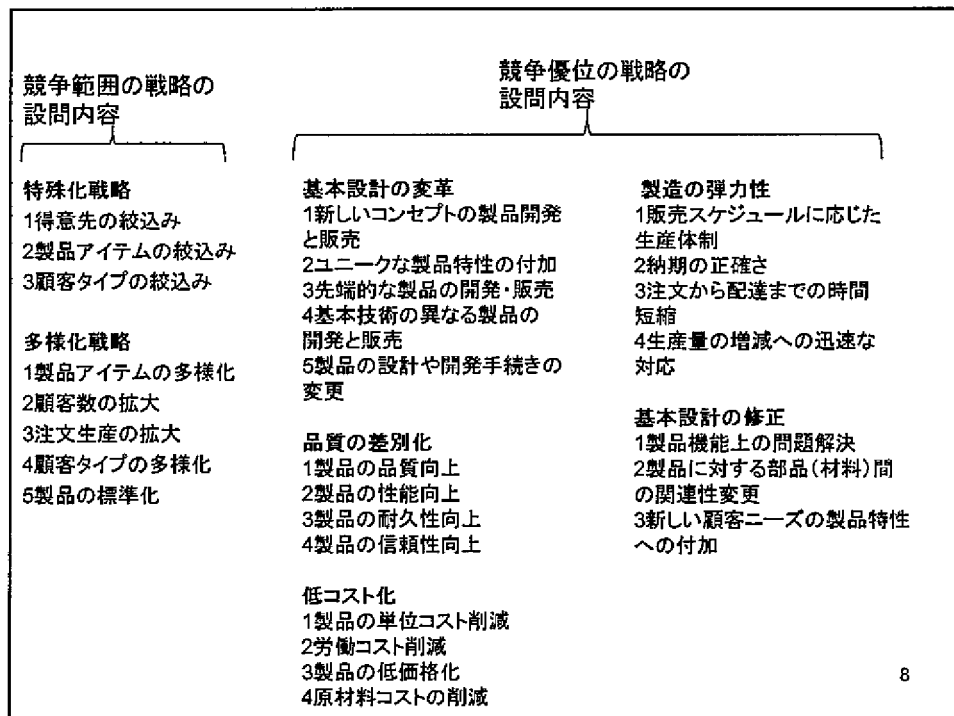 競争範囲の戦略の
設問内容
特殊化戦略
1得意先の絞込み
2製品アイテムの絞込み
3顧客タイプの絞込み
多様化戦略
1製品アイテムの多様化
2顧客数の拡大
3注文生産の拡大
4顧客タイプの多様化
5製品の標準化
競争優位の戦略の
設問内容
基本設計の変革
1新しいコンセプトの製品開発
と販売
2ユニークな製品特性の付加
3先端的な製品の開発・販売
4基本技術の異なる製品の
開発と販売
5製品の設計や開発手続きの
変更
品質の差別化
1製品の品質向上
2製品の性能向上
3製品の耐久性向上
4製品の信頼性向上
低コスト化
1製品の単位コスト削減
2労働コスト削減
3製品の低価格化
4原材料コストの削減
製造の弾力性
1販売スケジュールに応じた
生産体制
2納期の正確さ
3注文から配達までの時間
短縮
4生産量の増減への迅速な
対応
基本設計の修正
1製品機能上の問題解決
2製品に対する部品(材料)間
の関連性変更
3新しい顧客ニーズの製品特性
への付加
8